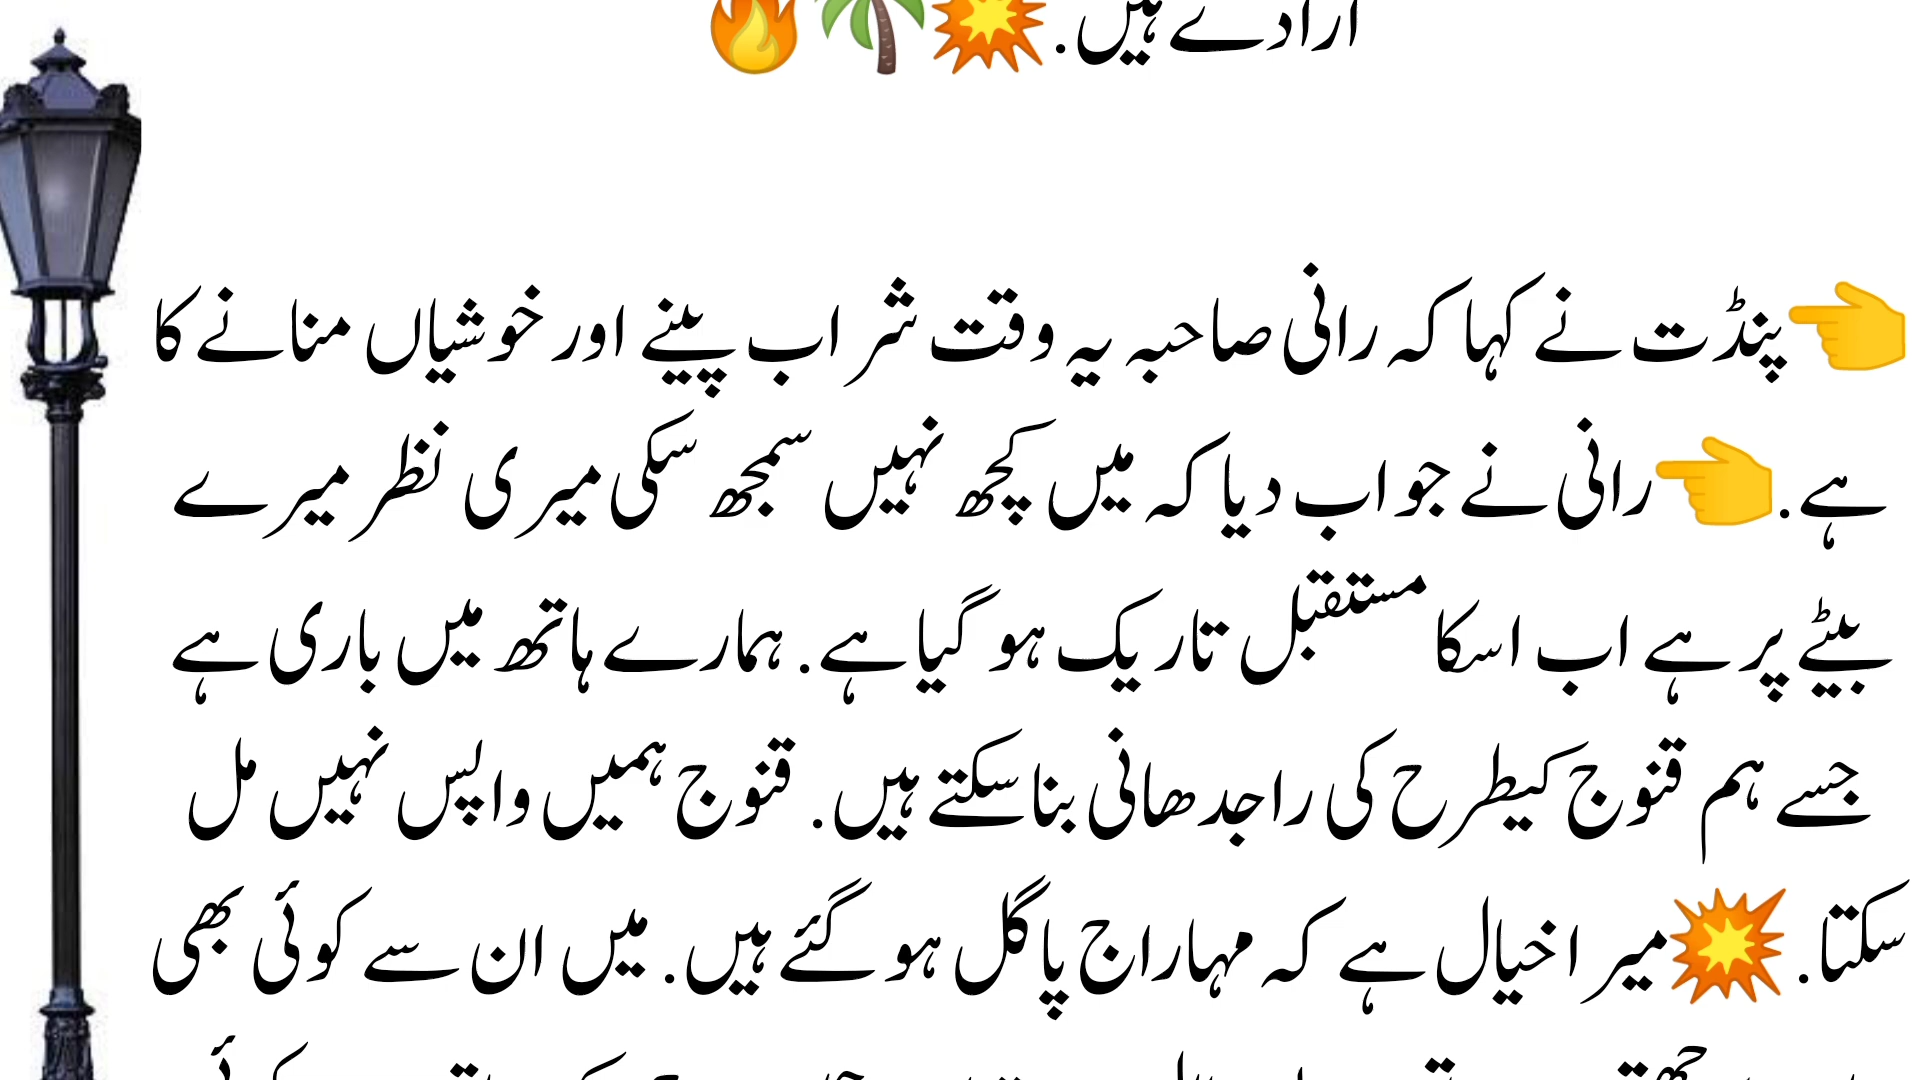 ارادے ہیں.💥🌴🔥
👈پنڈت نے کہا کہ رانی صاحبہ یہ وقت شراب پینے اور خوشیاں منانے کا
ہے.👈رانی نے جواب دیا کہ میں کچھ نہیں سمجھ سکی میری نظر میرے
بیٹے پر ہے اب اسکا مستقبل تاریک ہو گیا ہے. ہمارے ہاتھ میں باری ہے
جسے ہم قنوج کیطرح کی راجدھانی بنا سکتے ہیں. قنوج ہمیں واپس نہیں مل
سکتا.💥میرا خیال ہے کہ مہاراج پاگل ہو گئے ہیں. میں ان سے کوئی بھی